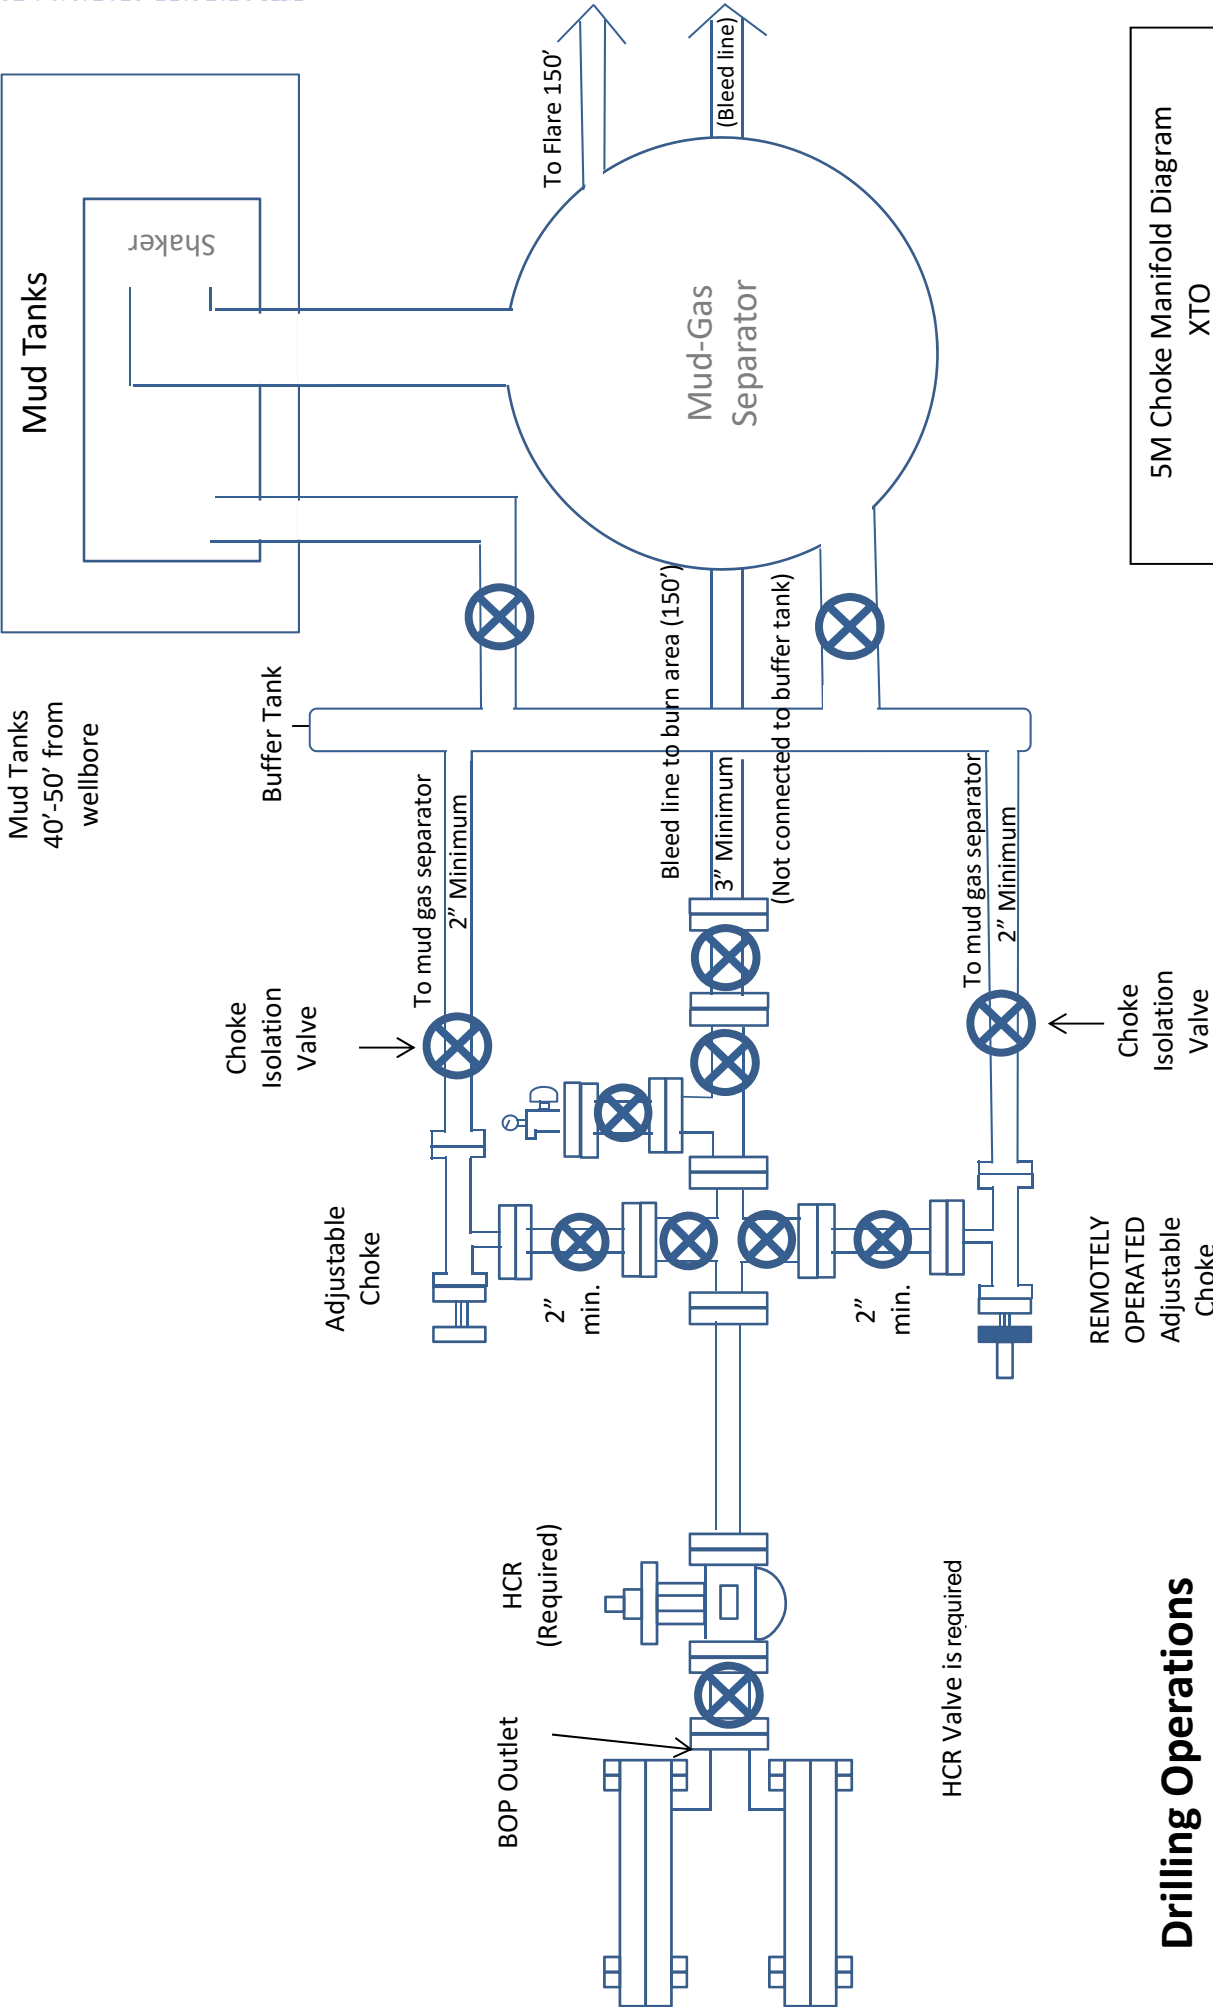 Mud Tanks
Shaker
Mud Tanks
40’-50’ from
wellbore
To Flare 150’
(Bleed line)
Mud-Gas
Separator
Buffer Tank
To mud gas separator
2” Minimum
Bleed line to burn area (150’)
3” Minimum
(Not connected to buffer tank)
To mud gas separator
2” Minimum
Choke
Isolation
Valve
Choke
Isolation
Valve
Adjustable
Choke
2”
min.
2”
min.
REMOTELY
OPERATED
Adjustable
Choke
HCR
(Required)
BOP Outlet
HCR Valve is required
Drilling Operations
5M Choke Manifold Diagram
XTO